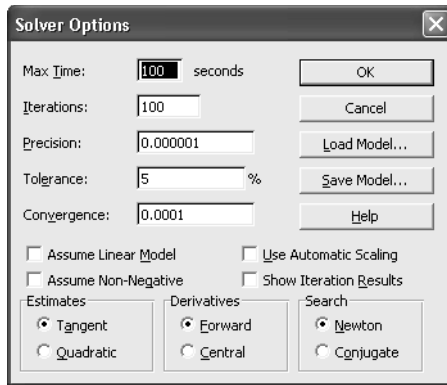 Solver Options
Max Time: 100 seconds OK
Iterations: 100 Cancel
Precision: 0.000001 Load Model...
Tolerance: 5 % Save Model...
Convergence: 0.0001 Help
Assume Linear Model Use Automatic Scaling
Assume Non-Negative Show Iteration Results
Estimates Derivatives Search
Tangent Forward Newton
Quadratic Central Conjugate